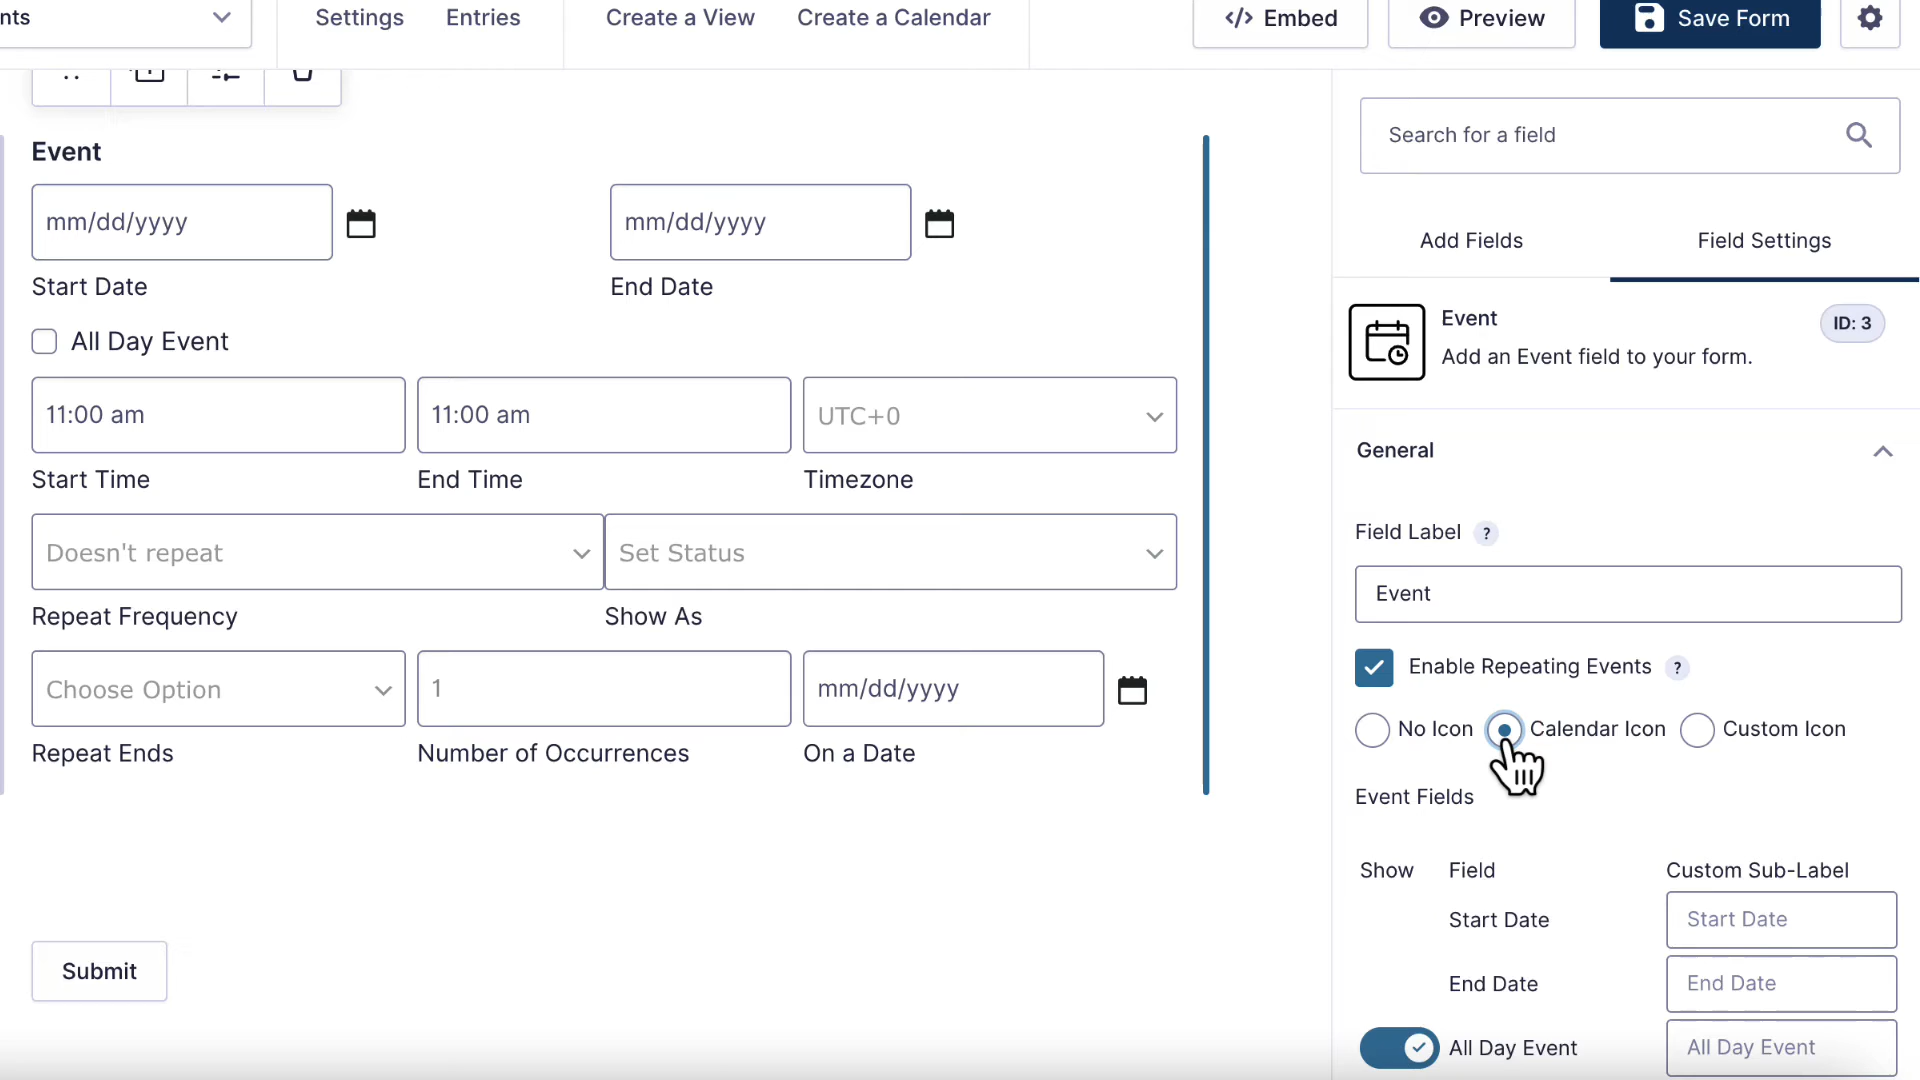 nts
Settings
Entries
Create a View
Create a Calendar
</> Embed
Preview
Save Form
Event
mm/dd/yyyy
mm/dd/yyyy
Start Date
End Date
All Day Event
11:00 am
11:00 am
UTC+0
Start Time
End Time
Timezone
Doesn't repeat
Set Status
Repeat Frequency
Show As
Choose Option
1
mm/dd/yyyy
Repeat Ends
Number of Occurrences
On a Date
Submit
Search for a field
Add Fields
Field Settings
Event
ID: 3
Add an Event field to your form.
General
Field Label ?
Event
Enable Repeating Events ?
No Icon
Calendar Icon
Custom Icon
Event Fields
Show
Field
Custom Sub-Label
Start Date
Start Date
End Date
End Date
All Day Event
All Day Event